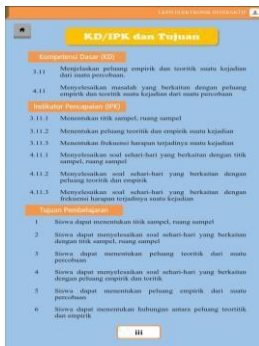 KD/IPK dan Tujuan
Kompetensi Dasar (KD)
3.11 Menjelaskan peluang empirik dan teoritik suatu kejadian
dari suatu percobaan.
4.11 Menyelesaikan masalah yang berkaitan dengan peluang
empirik dan teoritik suatu kejadian dari suatu percobaan
Indikator Pencapaian (IPK)
3.11.1 Menentukan titik sampel, ruang sampel
3.11.2 Menentukan peluang teoritik dan empirik suatu kejadian
3.11.3 Menentukan frekuensi harapan terjadinya suatu kejadian
4.11.1 Menyelesaikan soal sehari-hari yang berkaitan dengan titik
sampel, ruang sampel
4.11.2 Menyelesaikan soal sehari-hari yang berkaitan dengan
peluang teoritik dan empirik
4.11.3 Menyelesaikan soal sehari-hari yang berkaitan dengan
frekuensi harapan terjadinya suatu kejadian
Tujuan Pembelajaran
1 Siswa dapat menentukan titik sampel, ruang sampel
2 Siswa dapat menyelesaikan soal sehari-hari yang berkaitan
dengan titik sampel, ruang sampel
3 Siswa dapat menentukan peluang teoritik dari suatu
percobaan
4 Siswa dapat menyelesaikan soal sehari-hari yang berkaitan
dengan peluang empirik dan teoritik
5 Siswa dapat menentukan peluang empirik dari suatu
percobaan
6 Siswa dapat menentukan hubungan antara peluang teoritik
dan empirik
iii